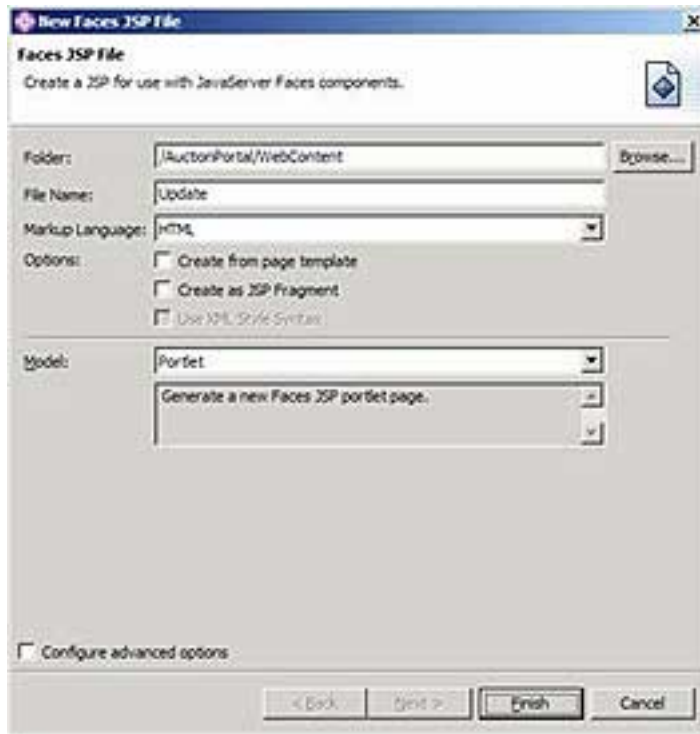 New Faces JSP File
Faces JSP File
Create a JSP for use with JavaServer Faces components.
Folder: /AuctionPortal/WebContent Browse...
File Name: Update
Markup Language: HTML
Options: Create from page template
Create as JSP Fragment
Use XML Style Syntax
Model: Portlet
Generate a new Faces JSP portlet page.
Configure advanced options
< Back Next > Finish Cancel